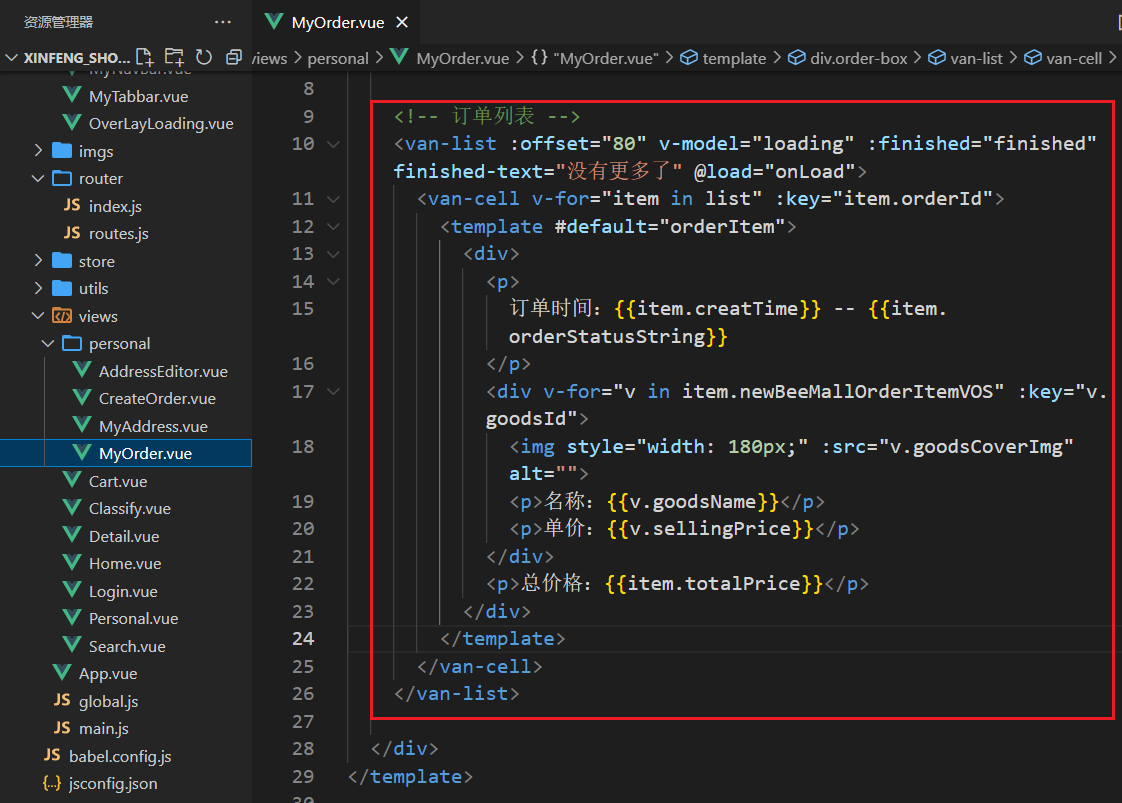 资源管理器
···
MyOrder.vue
XINFENG_SHO...
views > personal > MyOrder.vue > {} "MyOrder.vue" > template > div.order-box > van-list > van-cell >
MyNavBar.vue
MyTabbar.vue
OverLayLoading.vue
imgs
router
JS index.js
JS routes.js
store
utils
views
personal
AddressEditor.vue
CreateOrder.vue
MyAddress.vue
MyOrder.vue
Cart.vue
Classify.vue
Detail.vue
Home.vue
Login.vue
Personal.vue
Search.vue
App.vue
JS global.js
JS main.js
JS babel.config.js
{..} jsconfig.json
8
9 <!-- 订单列表 -->
10 <van-list :offset="80" v-model="loading" :finished="finished"
finished-text="没有更多了" @load="onLoad">
11 <van-cell v-for="item in list" :key="item.orderId">
12 <template #default="orderItem">
13 <div>
14 <p>
15 订单时间：{{item.creatTime}} -- {{item.
orderStatusString}}
16 </p>
17 <div v-for="v in item.newBeeMallOrderItemVOS" :key="v.
goodsId">
18 <img style="width: 180px;" :src="v.goodsCoverImg"
alt="">
19 <p>名称：{{v.goodsName}}</p>
20 <p>单价：{{v.sellingPrice}}</p>
21 </div>
22 <p>总价格：{{item.totalPrice}}</p>
23 </div>
24 </template>
25 </van-cell>
26 </van-list>
27
28 </div>
29 </template>
30